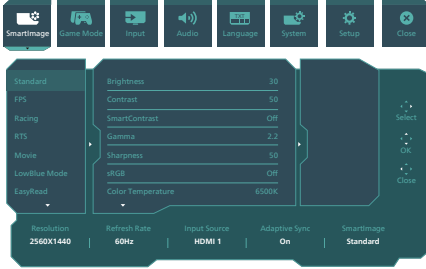 SmartImage Game Mode Input Audio Language System Setup Close
TXT
Standard
FPS
Racing
RTS
Movie
LowBlue Mode
EasyRead
Brightness 30
Contrast 50
SmartContrast Off
Gamma 2.2
Sharpness 50
sRGB Off
Color Temperature 6500K
Select
OK
Close
Resolution Refresh Rate Input Source Adaptive Sync SmartImage
2560X1440 | 60Hz | HDMI 1 | On | Standard